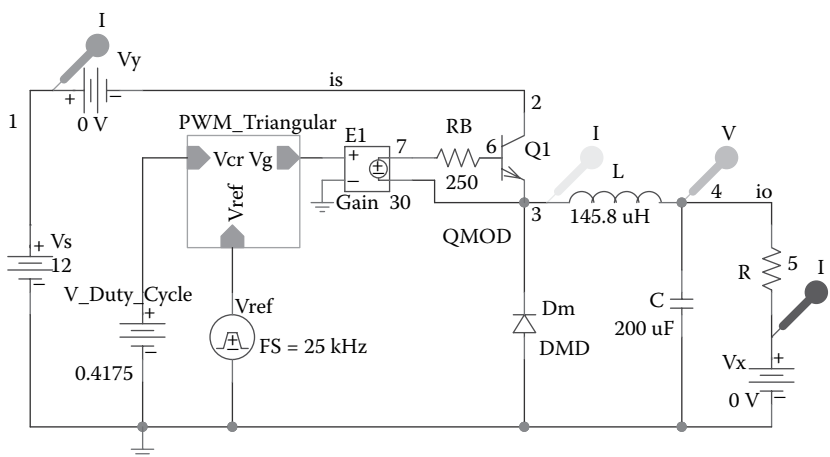 I
Vy
+
−
0 V
is
1
2
PWM_Triangular
Vcr Vg
Vref
E1
+
−
±
Gain 30
7
RB
250
6
Q1
QMOD
3
I
L
145.8 uH
V
4
io
+
Vs
12
−
V_Duty_Cycle
+
−
0.4175
Vref
±
FS = 25 kHz
Dm
DMD
C
200 uF
R
5
I
Vx
+
−
0 V